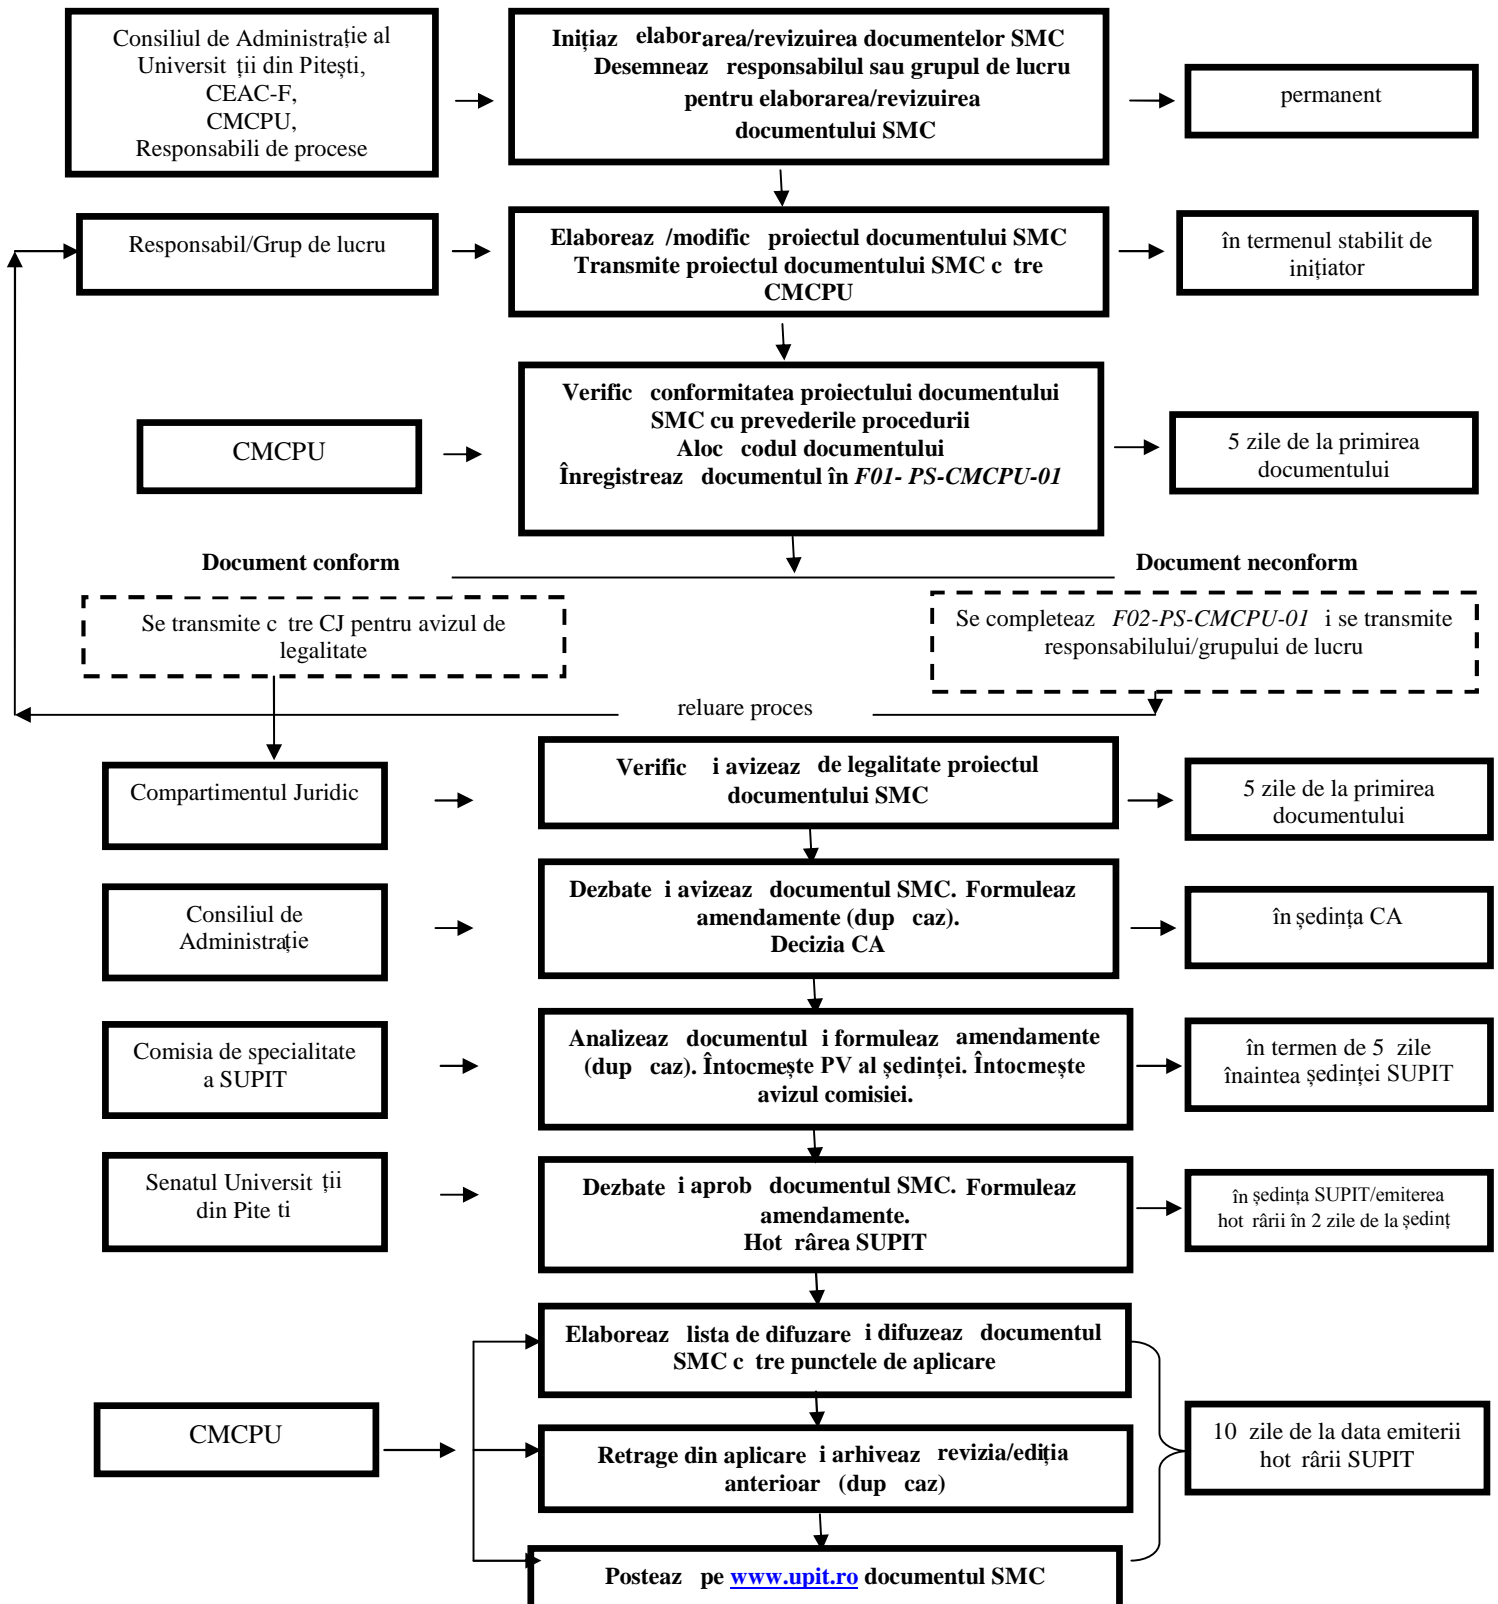 Consiliul de Administrație al
Universit ții din Pitești,
CEAC-F,
CMCPU,
Responsabili de procese
Inițiaz elaborarea/revizuirea documentelor SMC
Desemneaz responsabilul sau grupul de lucru
pentru elaborarea/revizuirea
documentului SMC
permanent
Responsabil/Grup de lucru
Elaboreaz /modific proiectul documentului SMC
Transmite proiectul documentului SMC c tre
CMCPU
în termenul stabilit de
inițiator
CMCPU
Verific conformitatea proiectului documentului
SMC cu prevederile procedurii
Aloc codul documentului
Înregistreaz documentul în F01- PS-CMCPU-01
5 zile de la primirea
documentului
Document conform
Document neconform
Se transmite c tre CJ pentru avizul de
legalitate
Se completeaz F02-PS-CMCPU-01 i se transmite
responsabilului/grupului de lucru
reluare proces
Compartimentul Juridic
Verific i avizeaz de legalitate proiectul
documentului SMC
5 zile de la primirea
documentului
Consiliul de
Administrație
Dezbate i avizeaz documentul SMC. Formuleaz
amendamente (dup caz).
Decizia CA
în ședința CA
Comisia de specialitate
a SUPIT
Analizeaz documentul i formuleaz amendamente
(dup caz). Întocmește PV al ședinței. Întocmește
avizul comisiei.
în termen de 5 zile
înaintea ședinței SUPIT
Senatul Universit ții
din Pite ti
Dezbate i aprob documentul SMC. Formuleaz
amendamente.
Hot rârea SUPIT
în ședința SUPIT/emiterea
hot rârii în 2 zile de la ședinț
Elaboreaz lista de difuzare i difuzeaz documentul
SMC c tre punctele de aplicare
CMCPU
Retrage din aplicare i arhiveaz revizia/ediția
anterioar (dup caz)
10 zile de la data emiterii
hot rârii SUPIT
Posteaz pe www.upit.ro documentul SMC